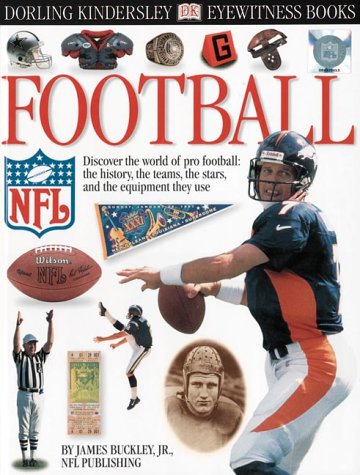 DORLING KINDERSLEY DK EYEWITNESS BOOKS
G
FOOTBALL
NFL
Discover the world of pro football:
the history, the teams, the stars,
and the equipment they use
Wilson
NFL
BY JAMES BUCKLEY, JR.,
NFL PUBLISHING